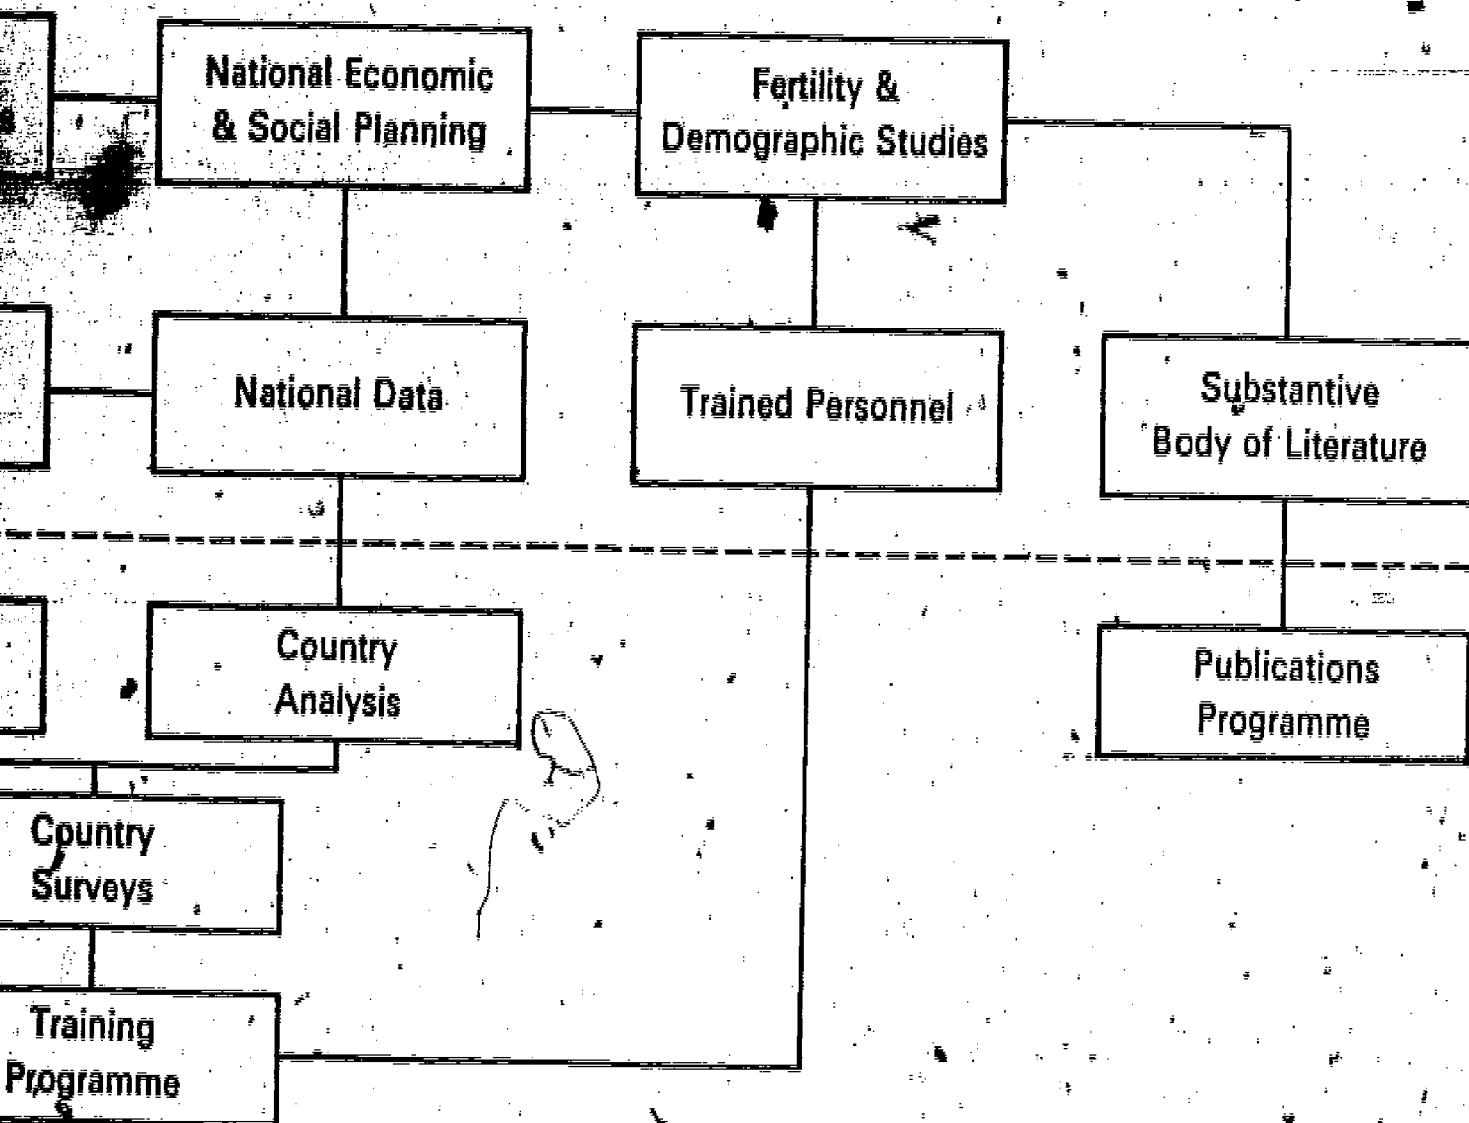 National Economic
& Social Planning
Fertility &
Demographic Studies
National Data
Trained Personnel
Substantive
Body of Literature
Country
Analysis
Publications
Programme
Country
Surveys
Training
Programme